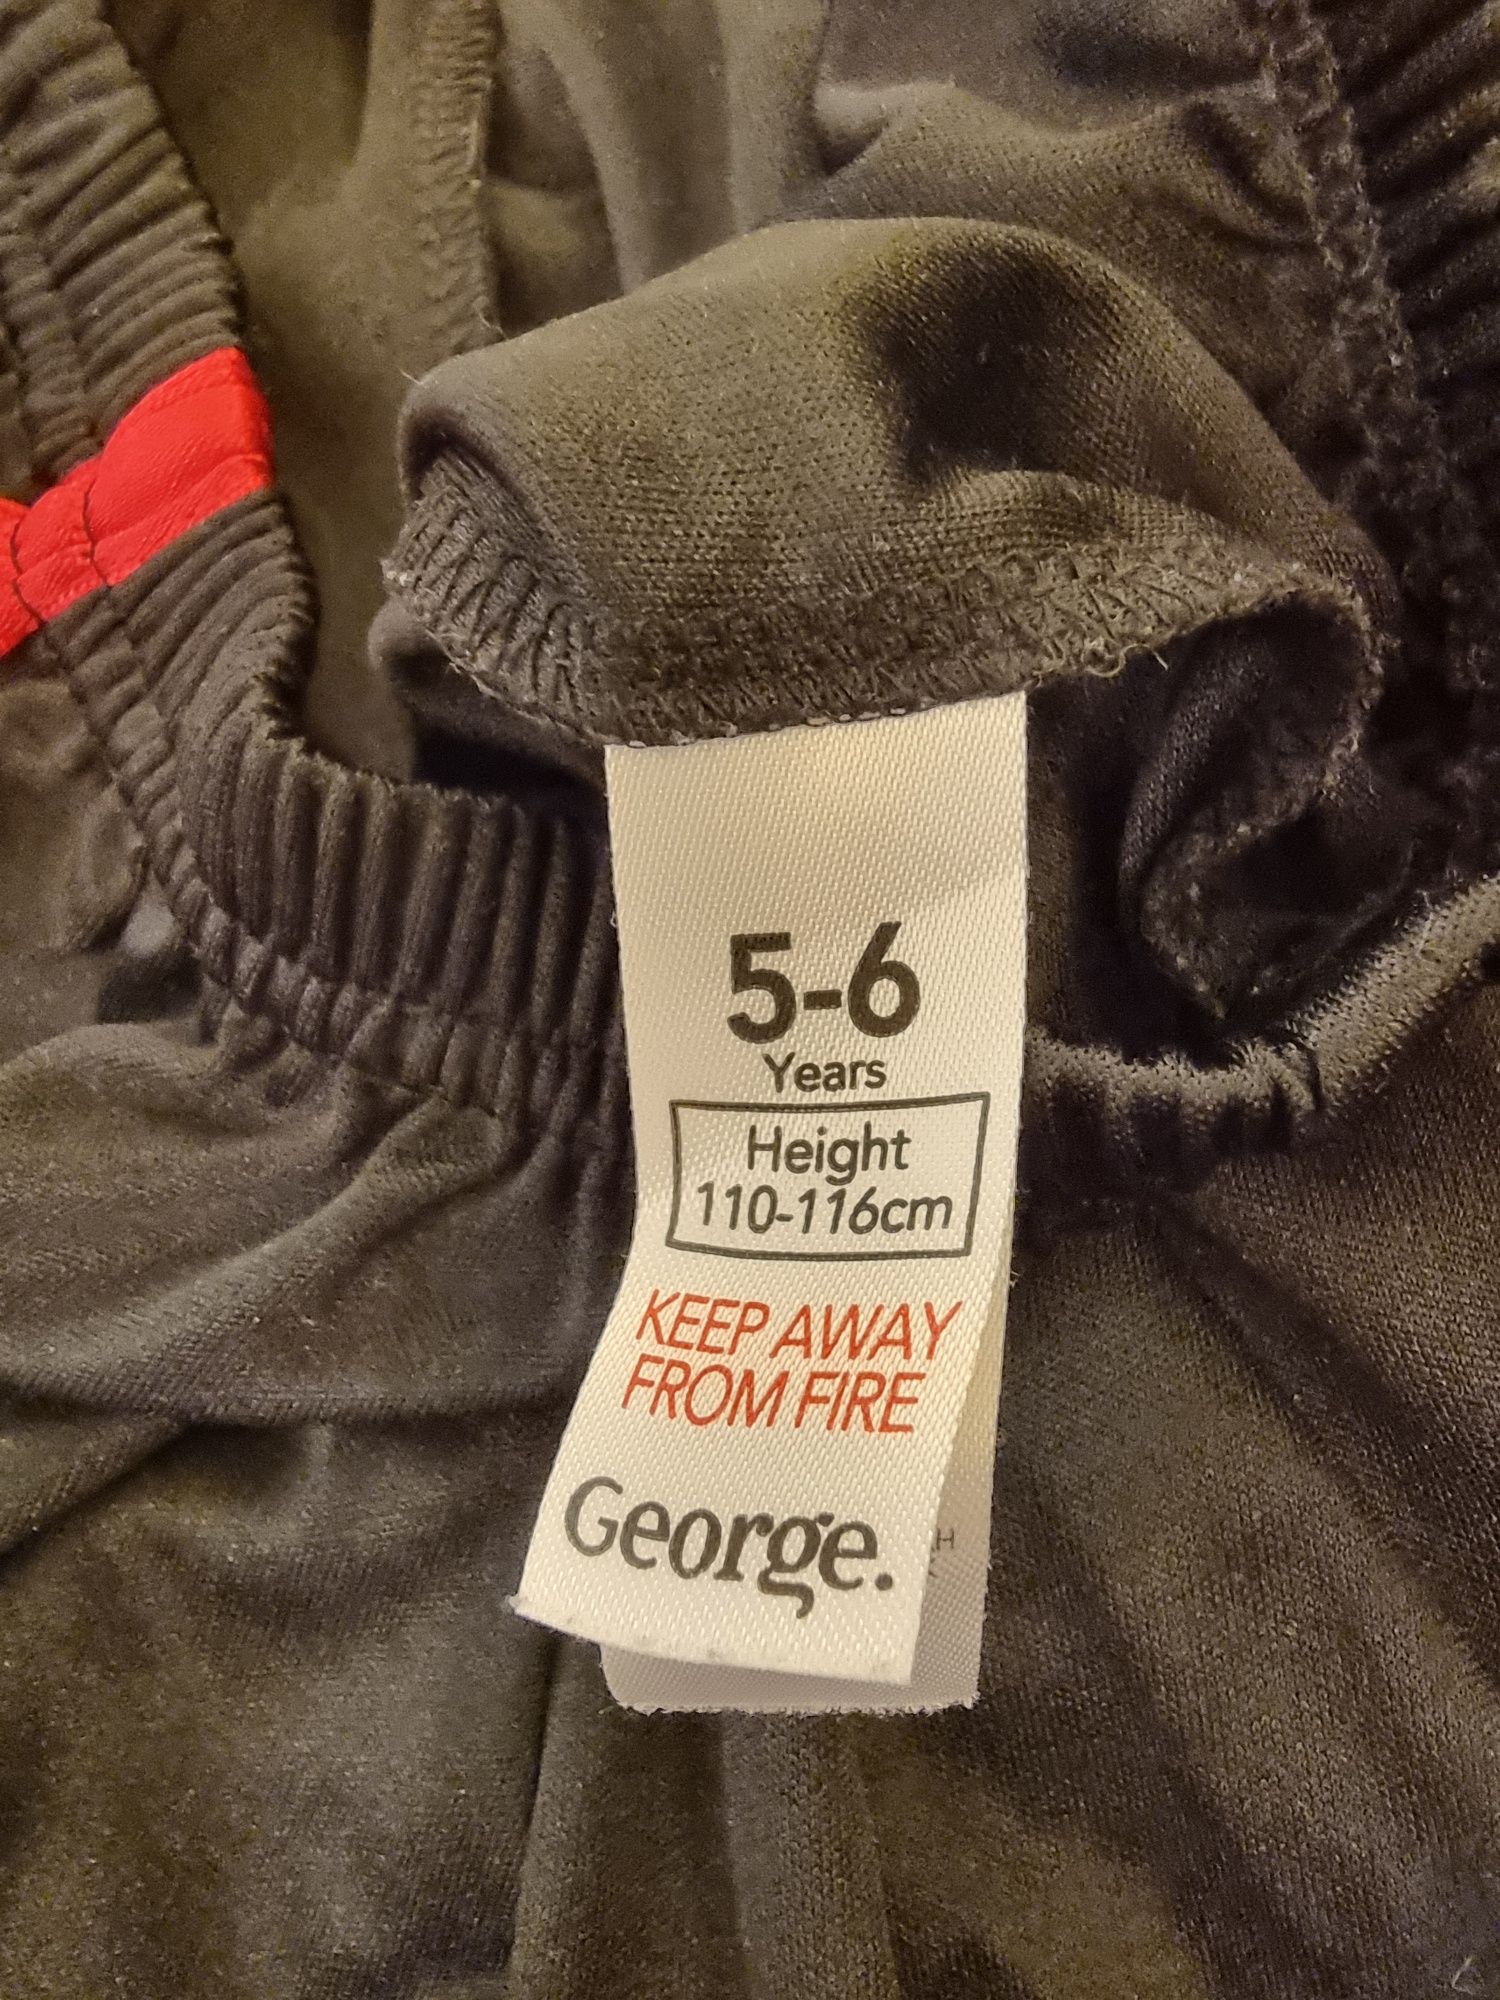 5-6
Years
Height
110-116cm
KEEP AWAY
FROM FIRE
George.
H